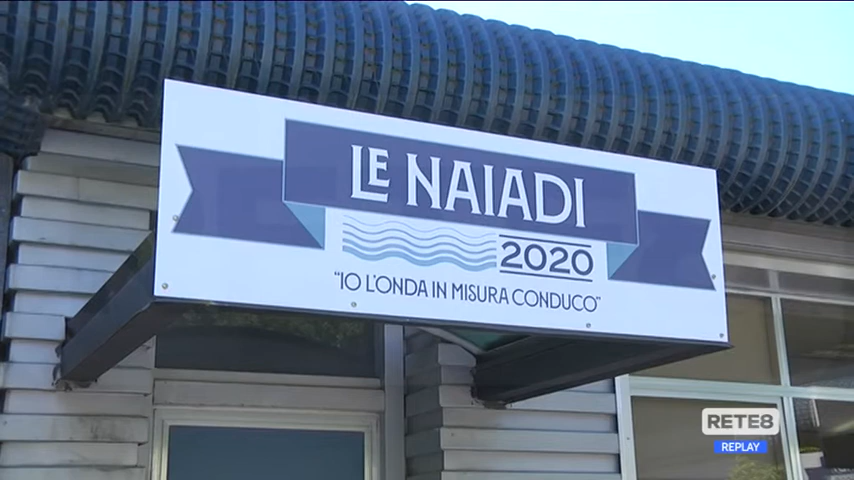 LE NAIADI
2020
"IO L'ONDA IN MISURA CONDUCO"
RETE8
REPLAY